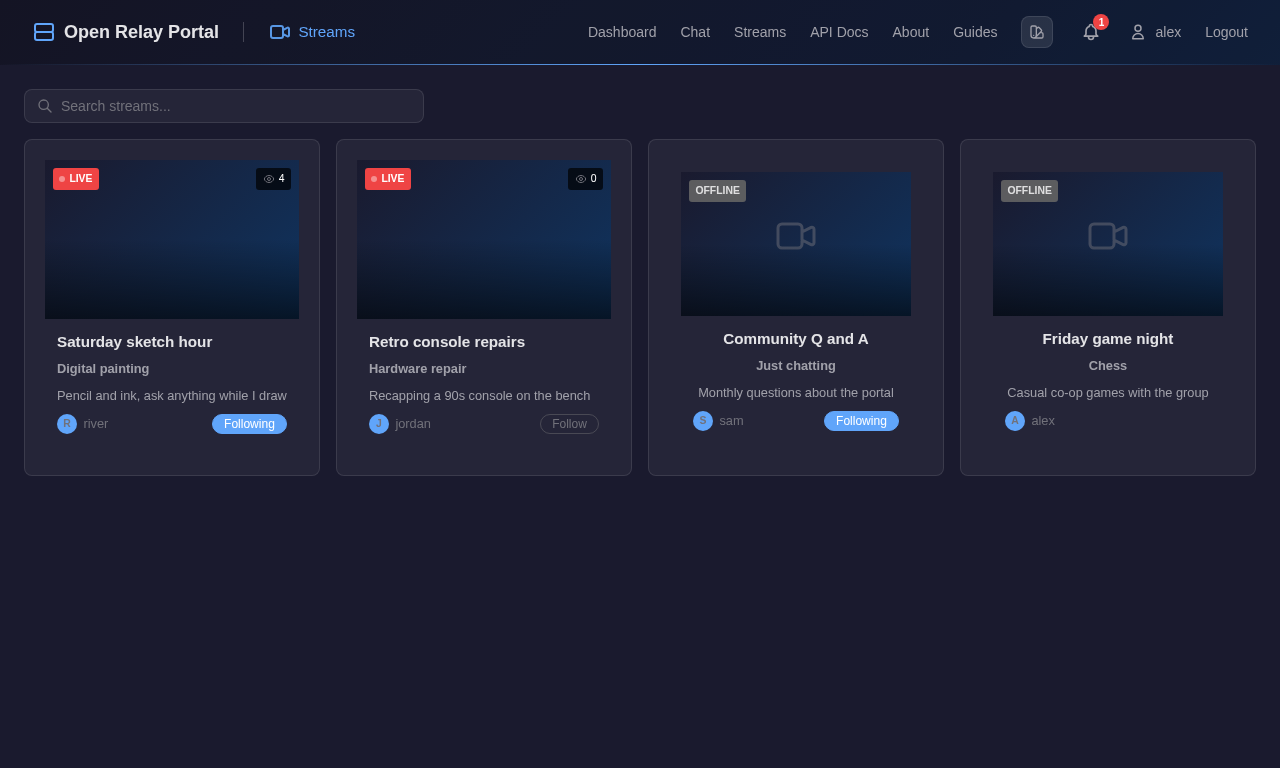 Open Relay Portal
Streams
Dashboard
Chat
Streams
API Docs
About
Guides
1
alex
Logout
Search streams...
LIVE
4
Saturday sketch hour
Digital painting
Pencil and ink, ask anything while I draw
R
river
Following
LIVE
0
Retro console repairs
Hardware repair
Recapping a 90s console on the bench
J
jordan
Follow
OFFLINE
Community Q and A
Just chatting
Monthly questions about the portal
S
sam
Following
OFFLINE
Friday game night
Chess
Casual co-op games with the group
A
alex